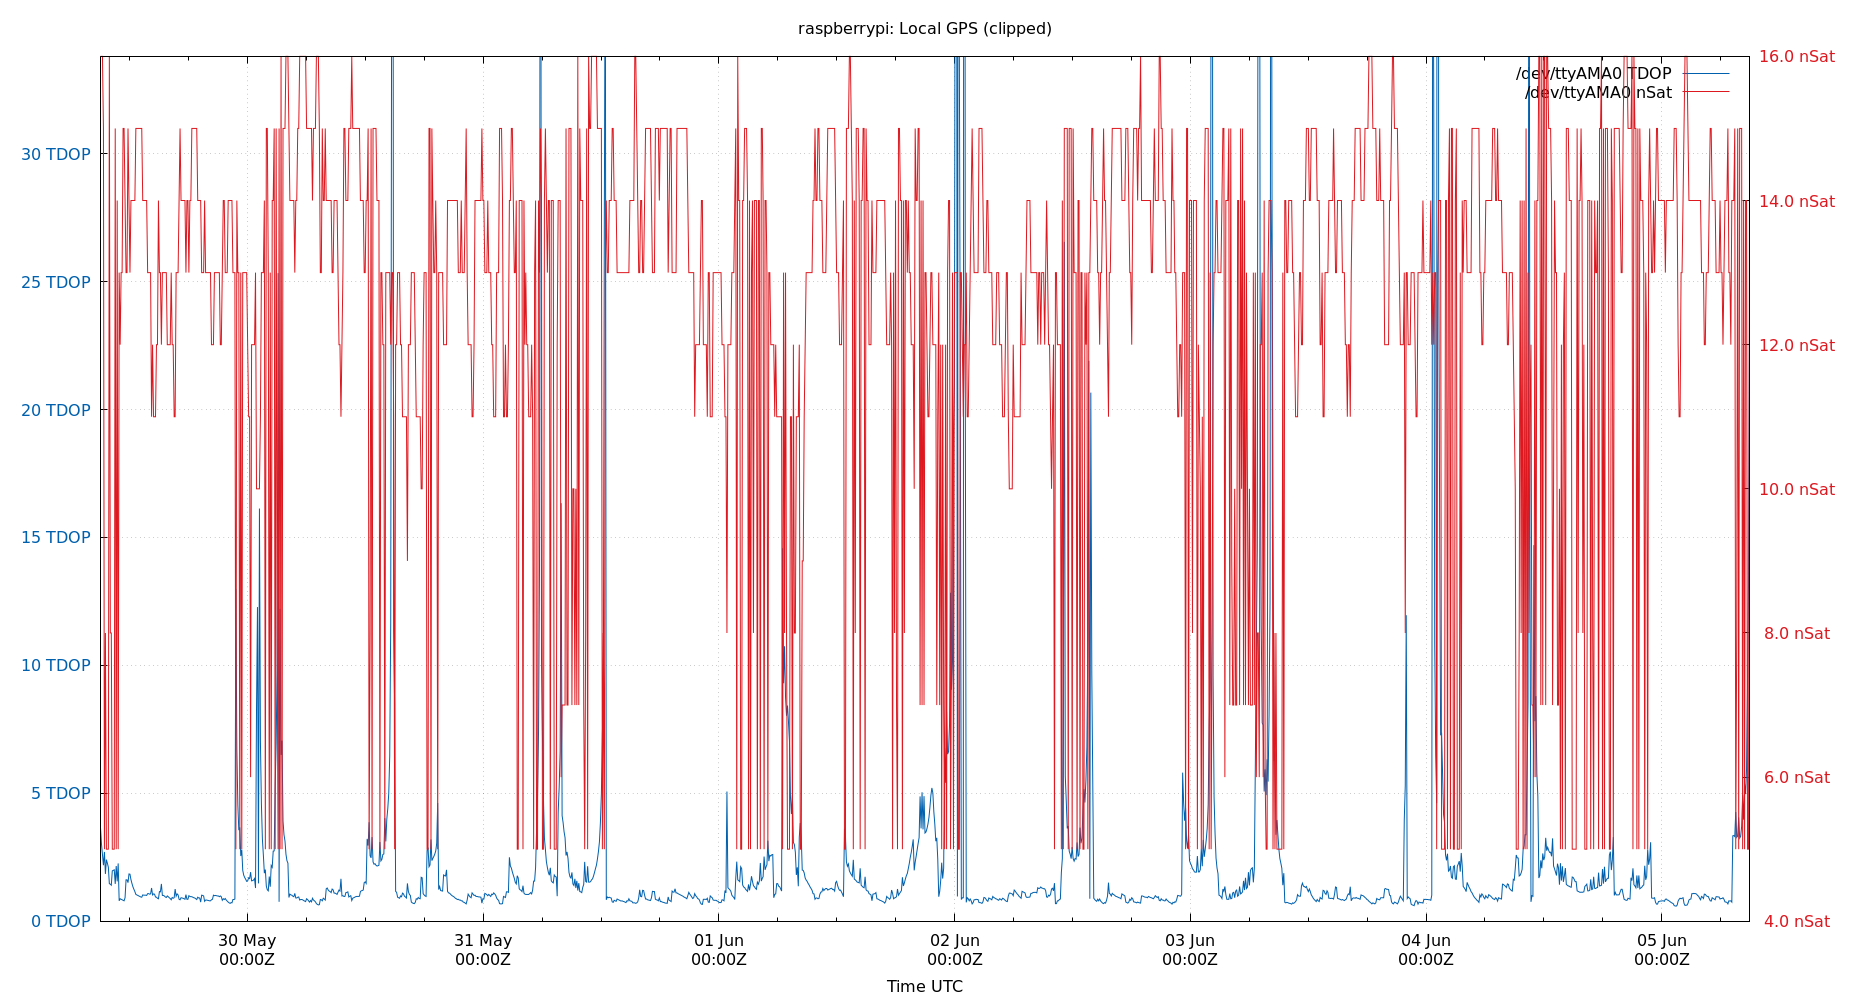 raspberrypi: Local GPS (clipped)
16.0 nSat
/dev/ttyAMA0 TDOP
/dev/ttyAMA0 nSat
30 TDOP
14.0 nSat
25 TDOP
12.0 nSat
20 TDOP
10.0 nSat
15 TDOP
8.0 nSat
10 TDOP
6.0 nSat
5 TDOP
0 TDOP
4.0 nSat
30 May 31 May 01 Jun 02 Jun 03 Jun 04 Jun 05 Jun
00:00Z 00:00Z 00:00Z 00:00Z 00:00Z 00:00Z 00:00Z
Time UTC